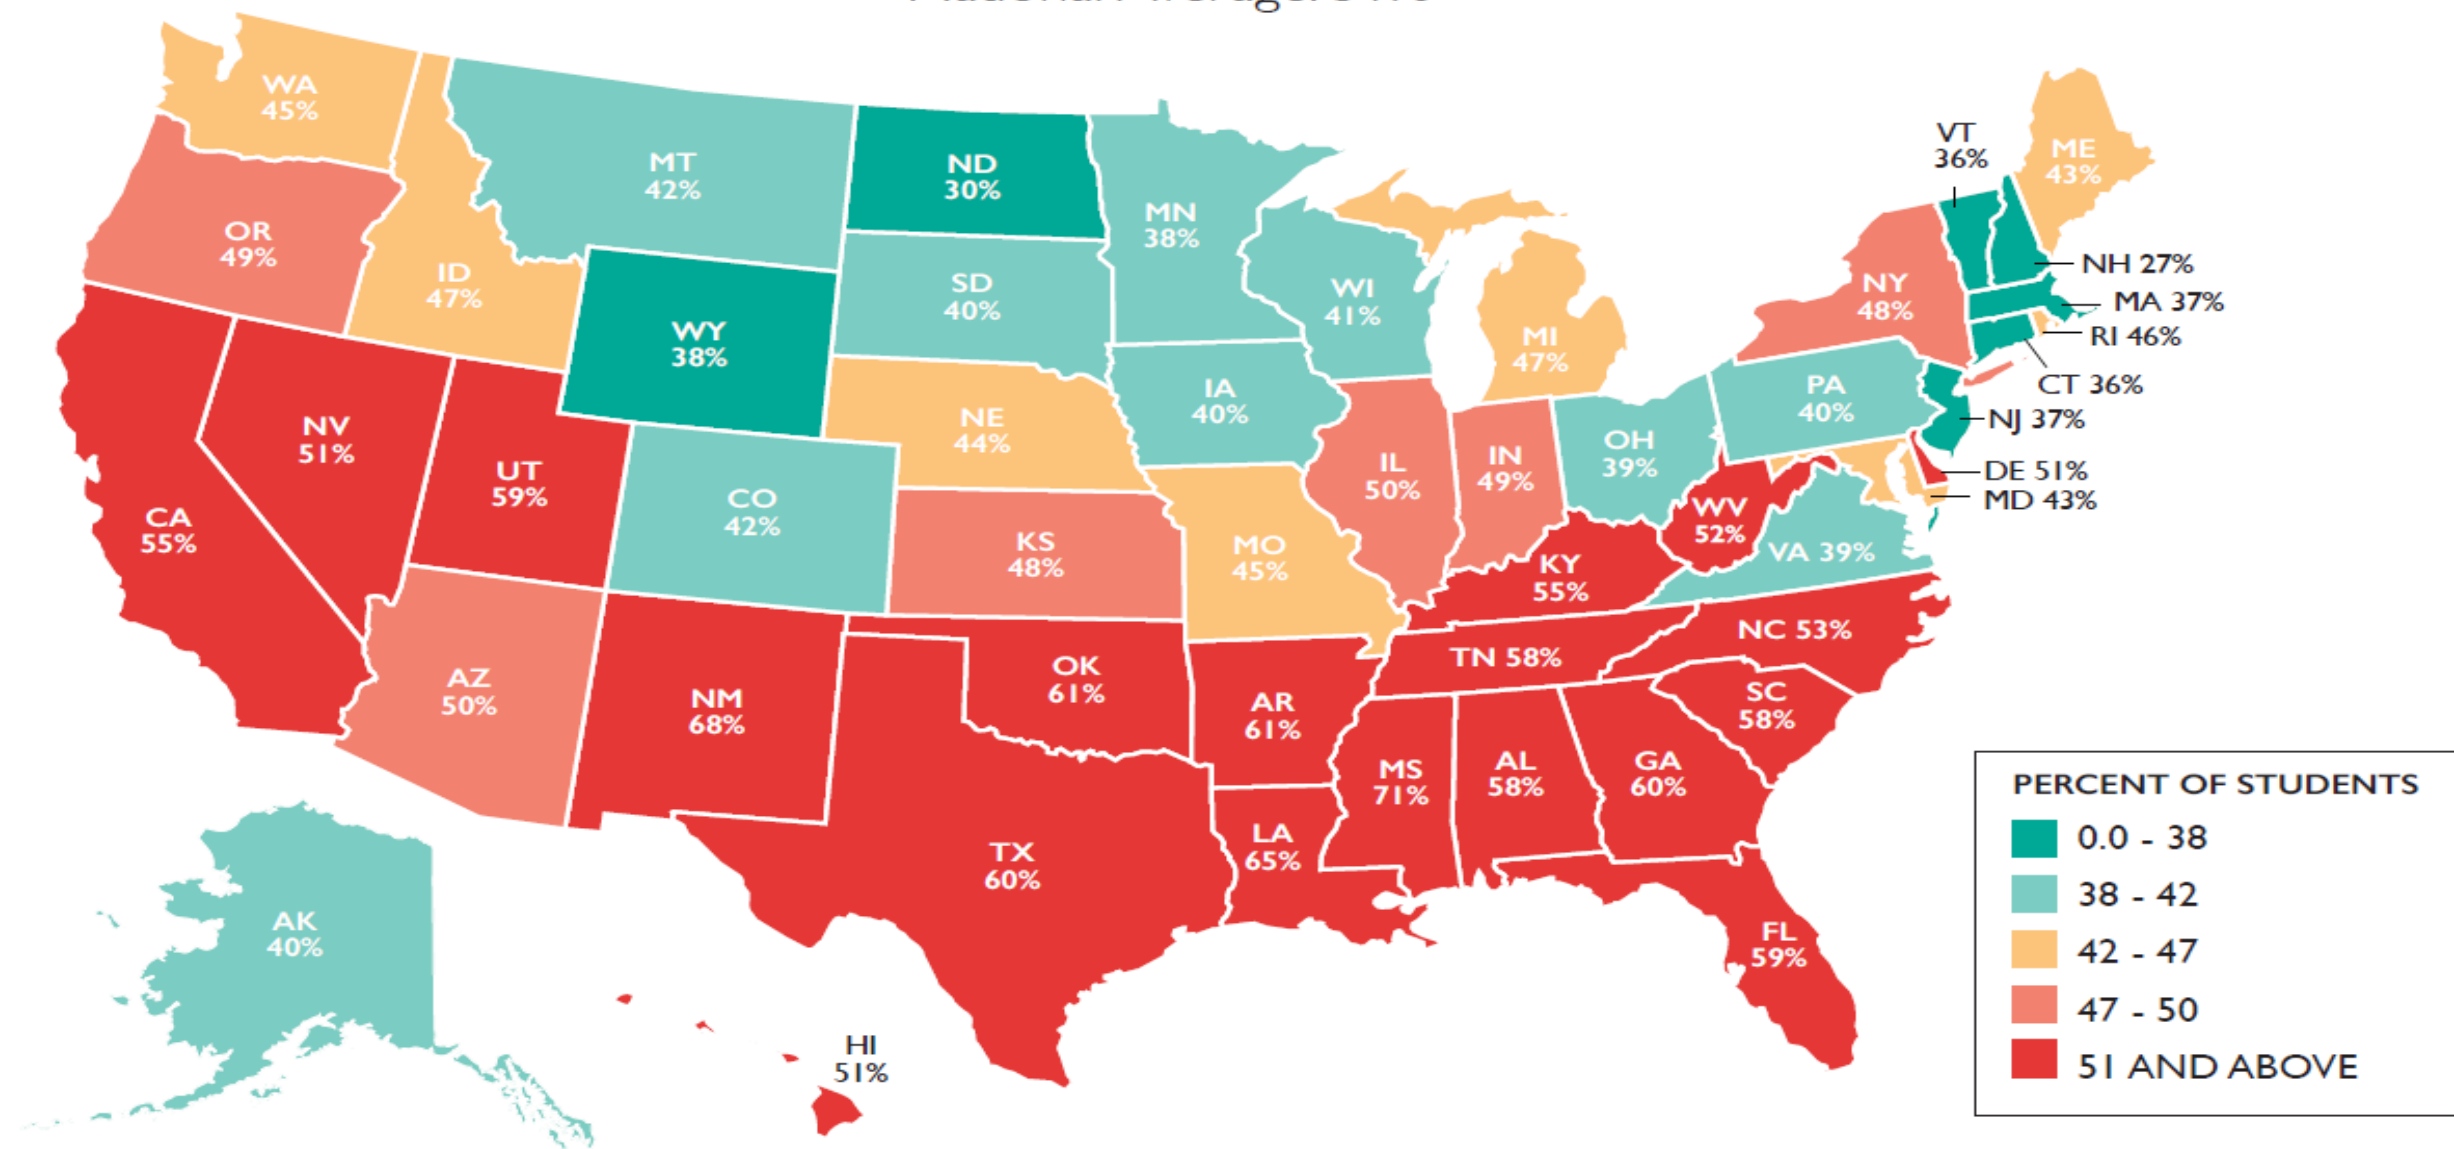 WA
45%
MT
42%
ND
30%
MN
38%
VT
36%
ME
43%
OR
49%
ID
47%
WY
38%
SD
40%
WI
41%
MI
47%
NY
48%
NH 27%
MA 37%
RI 46%
CT 36%
NJ 37%
DE 51%
MD 43%
NV
51%
UT
59%
CA
55%
CO
42%
NE
44%
IA
40%
KS
48%
MO
45%
IL
50%
IN
49%
OH
39%
PA
40%
WV
52%
VA 39%
KY
55%
NC 53%
TN 58%
SC
58%
AZ
50%
NM
68%
OK
61%
AR
61%
TX
60%
LA
65%
MS
71%
AL
58%
GA
60%
FL
59%
AK
40%
HI
51%
PERCENT OF STUDENTS
0.0 - 38
38 - 42
42 - 47
47 - 50
51 AND ABOVE